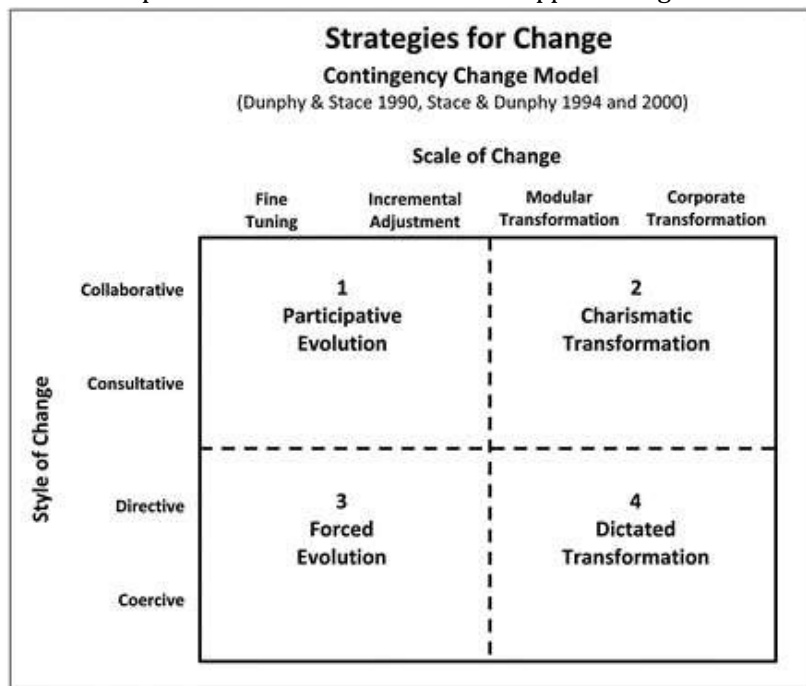 Strategies for Change
Contingency Change Model
(Dunphy & Stace 1990, Stace & Dunphy 1994 and 2000)
Scale of Change
Fine
Tuning
Incremental
Adjustment
Modular
Transformation
Corporate
Transformation
Style of Change
Collaborative
Consultative
Directive
Coercive
1
Participative
Evolution
2
Charismatic
Transformation
3
Forced
Evolution
4
Dictated
Transformation